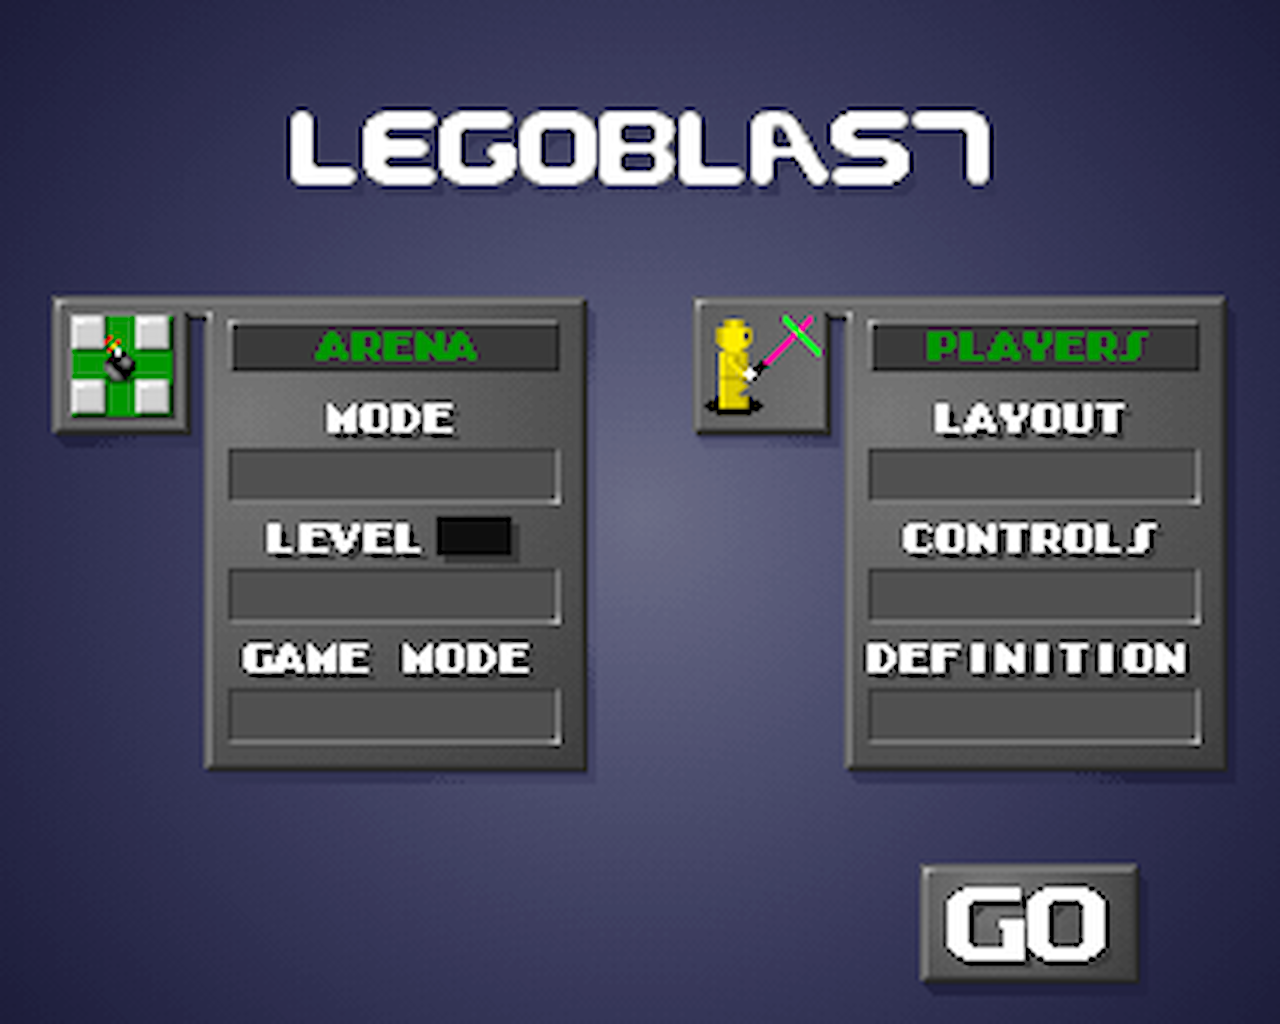 LEGOBLAST
ARENA
MODE
LEVEL
GAME MODE
PLAYERS
LAYOUT
CONTROLS
DEFINITION
GO